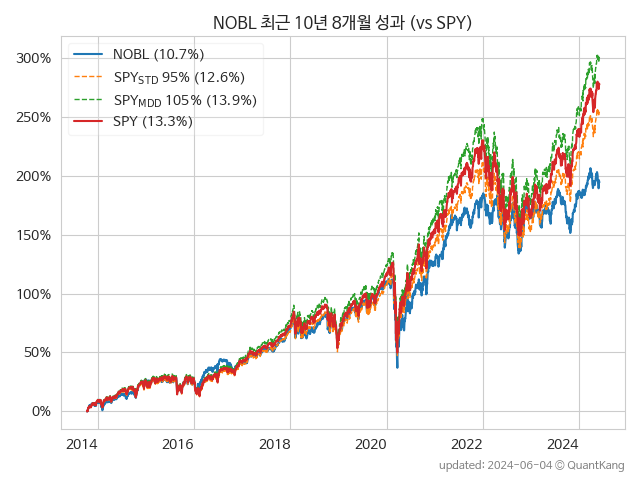 NOBL 최근 10년 8개월 성과 (vs SPY)
NOBL (10.7%)
SPY_STD 95% (12.6%)
SPY_MDD 105% (13.9%)
SPY (13.3%)
300%
250%
200%
150%
100%
50%
0%
2014 2016 2018 2020 2022 2024
updated: 2024-06-04 © QuantKang